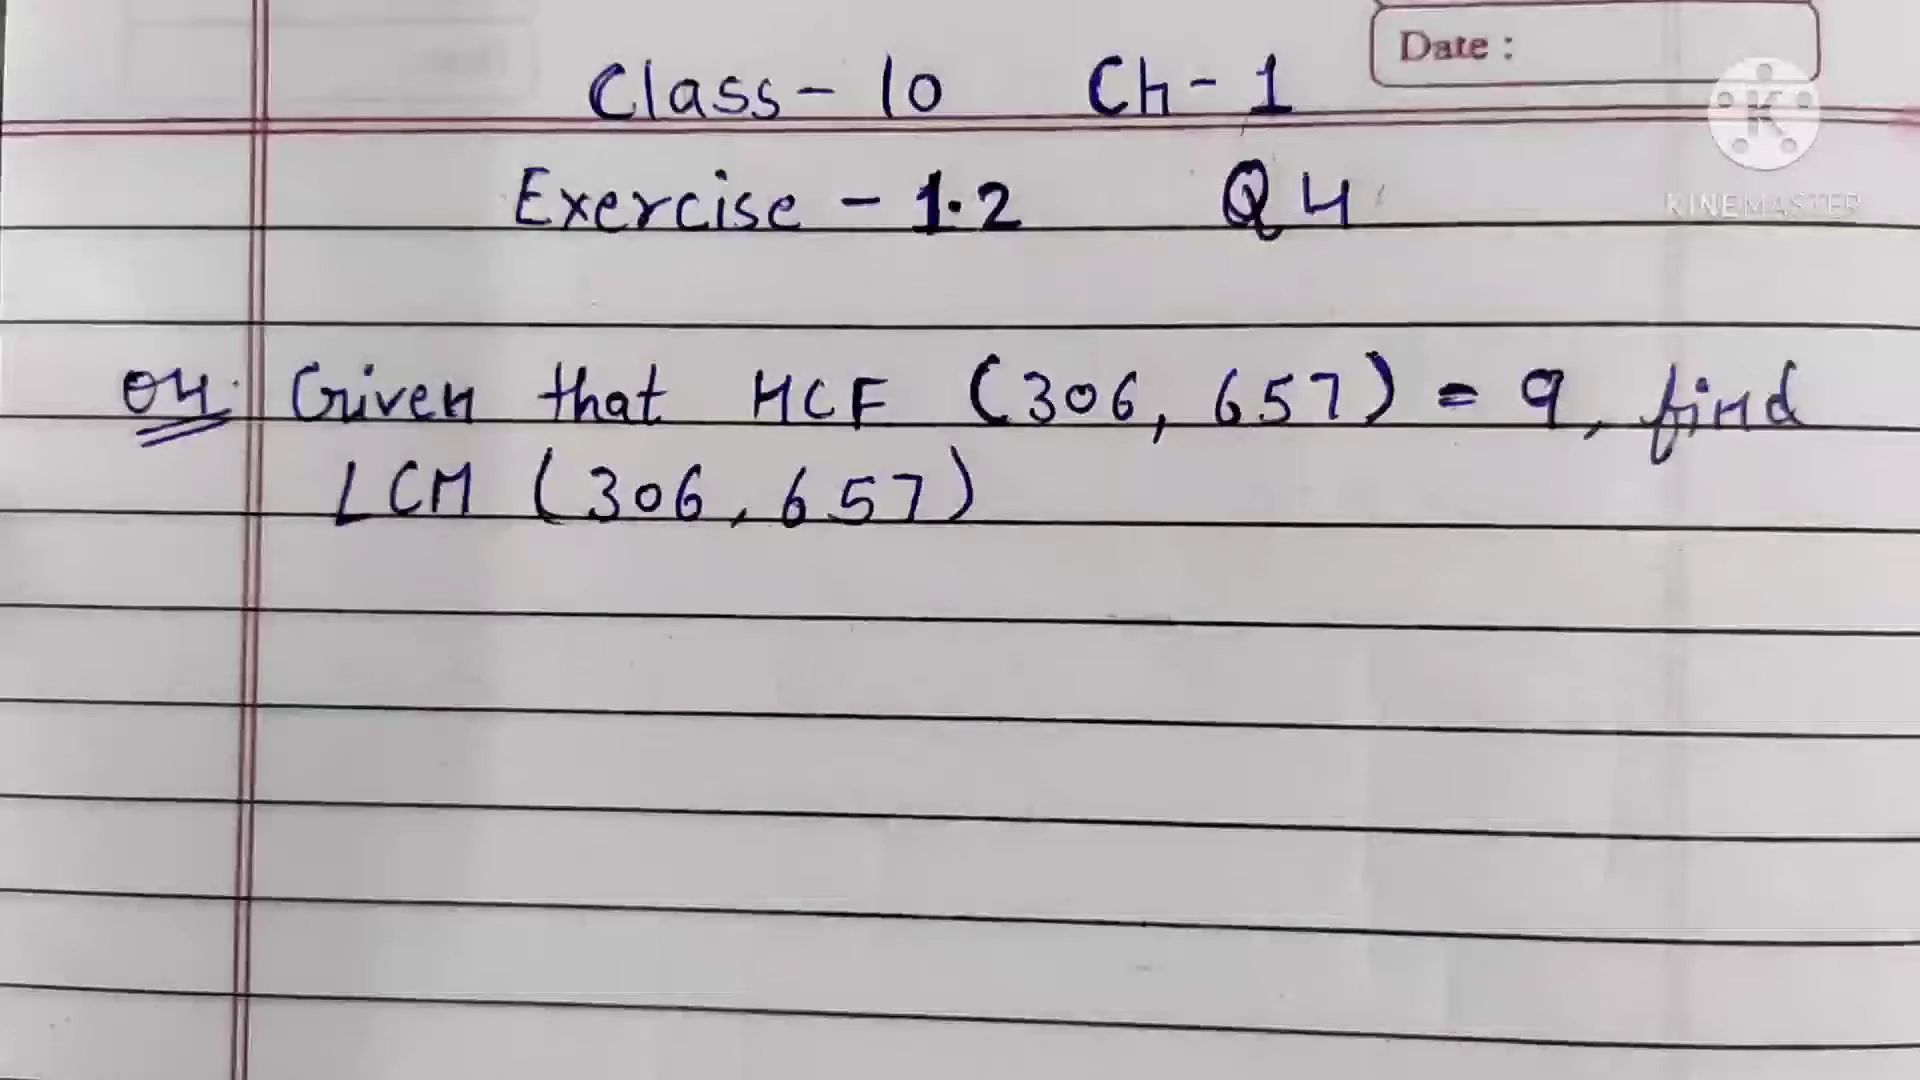 Date :
Class - 10 Ch - 1
KINEMASTER
Exercise - 1.2 Q4
Q4. Given that HCF (306, 657) = 9, find
LCM (306, 657)